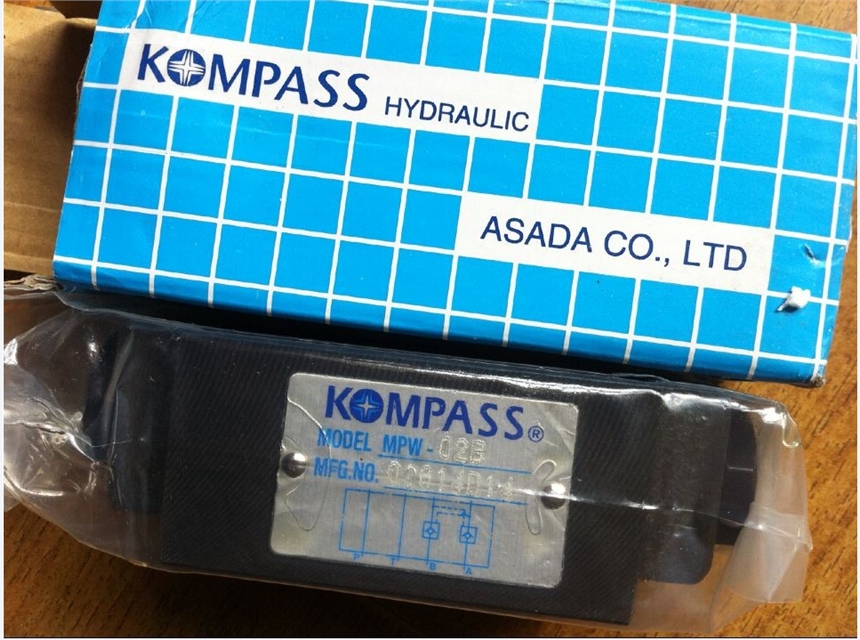 KOMPASS HYDRAULIC
ASADA CO., LTD
KOMPASS®
MODEL MPW-02B
MFG.NO.
P T B A